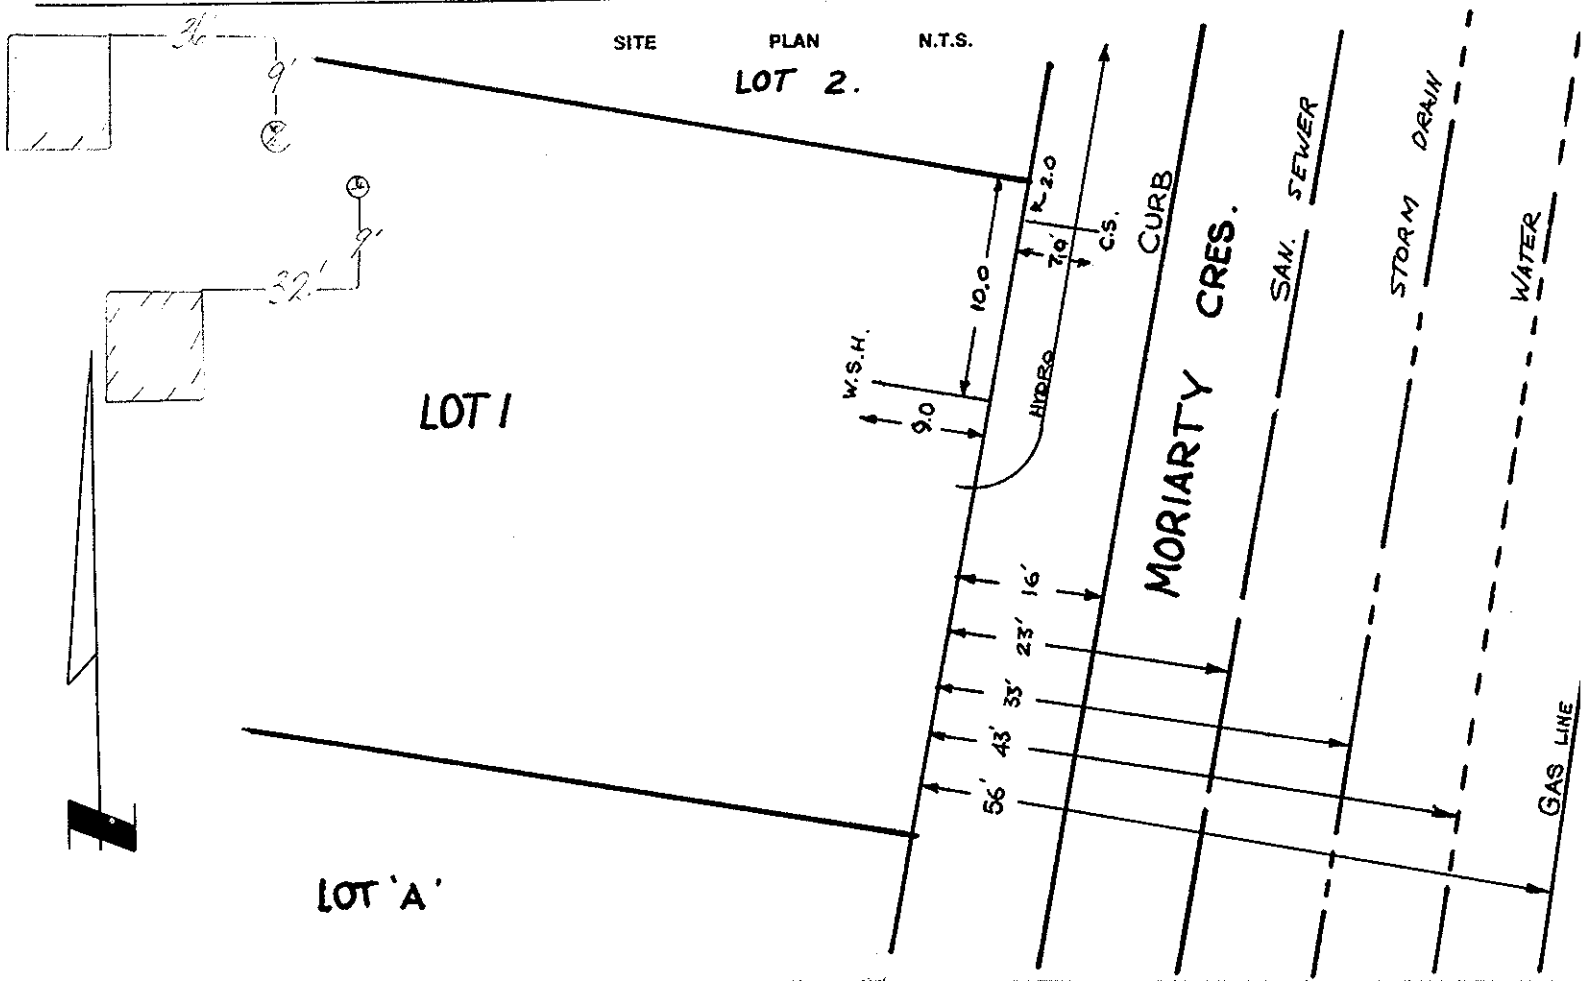 SITE PLAN N.T.S.
LOT 2.
9'
9'
32'
LOT 1
LOT 'A'
2.0
7.0'
C.S.
10.0
W.S.H.
9.0
HYDRO
CURB
MORIARTY CRES.
SAN. SEWER
STORM DRAIN
WATER
GAS LINE
16'
23'
33'
43'
56'